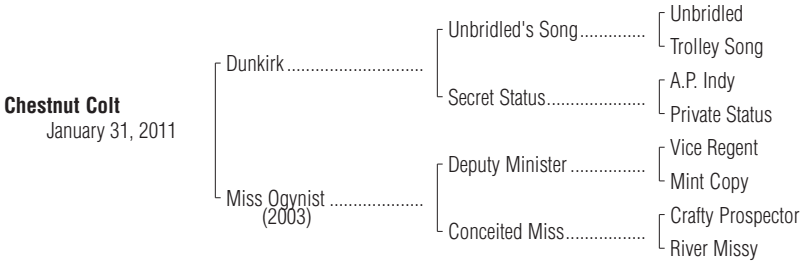 Unbridled
Unbridled's Song..............
Trolley Song
Dunkirk.............................
A.P. Indy
Secret Status.....................
Private Status
Chestnut Colt
January 31, 2011
Vice Regent
Deputy Minister ................
Mint Copy
Miss Ogynist ....................
(2003)
Crafty Prospector
Conceited Miss.................
River Missy